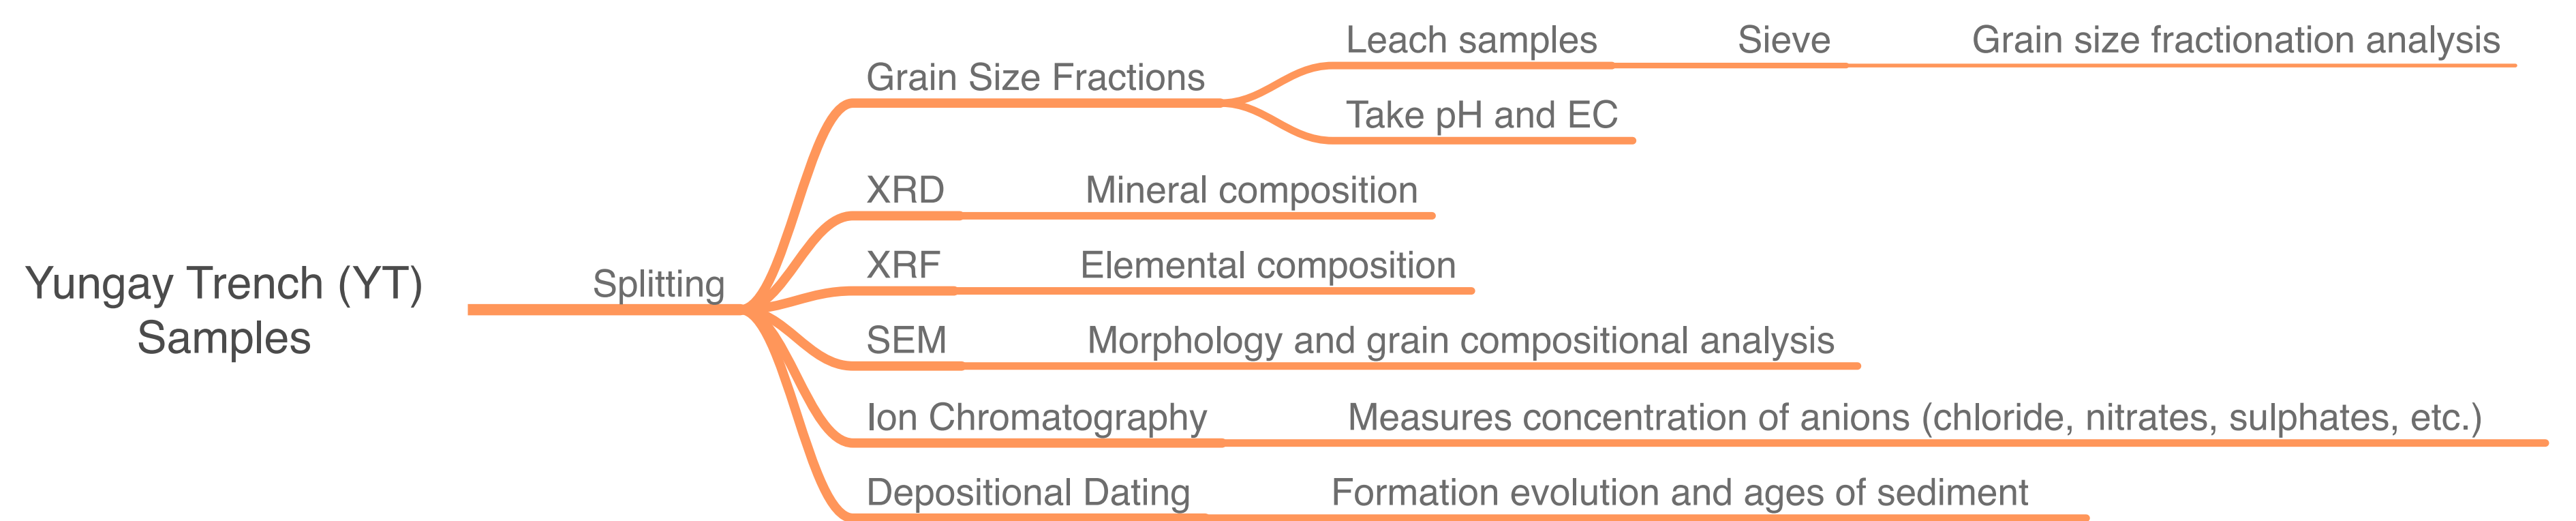 Yungay Trench (YT)
Samples
Splitting
Grain Size Fractions
Leach samples
Sieve
Grain size fractionation analysis
Take pH and EC
XRD
Mineral composition
XRF
Elemental composition
SEM
Morphology and grain compositional analysis
Ion Chromatography
Measures concentration of anions (chloride, nitrates, sulphates, etc.)
Depositional Dating
Formation evolution and ages of sediment